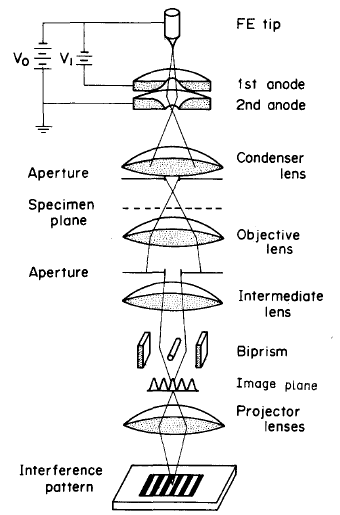 FE tip
V₀
V₁
1st anode
2nd anode
Condenser
lens
Aperture
Specimen
plane
Objective
lens
Aperture
Intermediate
lens
Biprism
Image plane
Projector
lenses
Interference
pattern